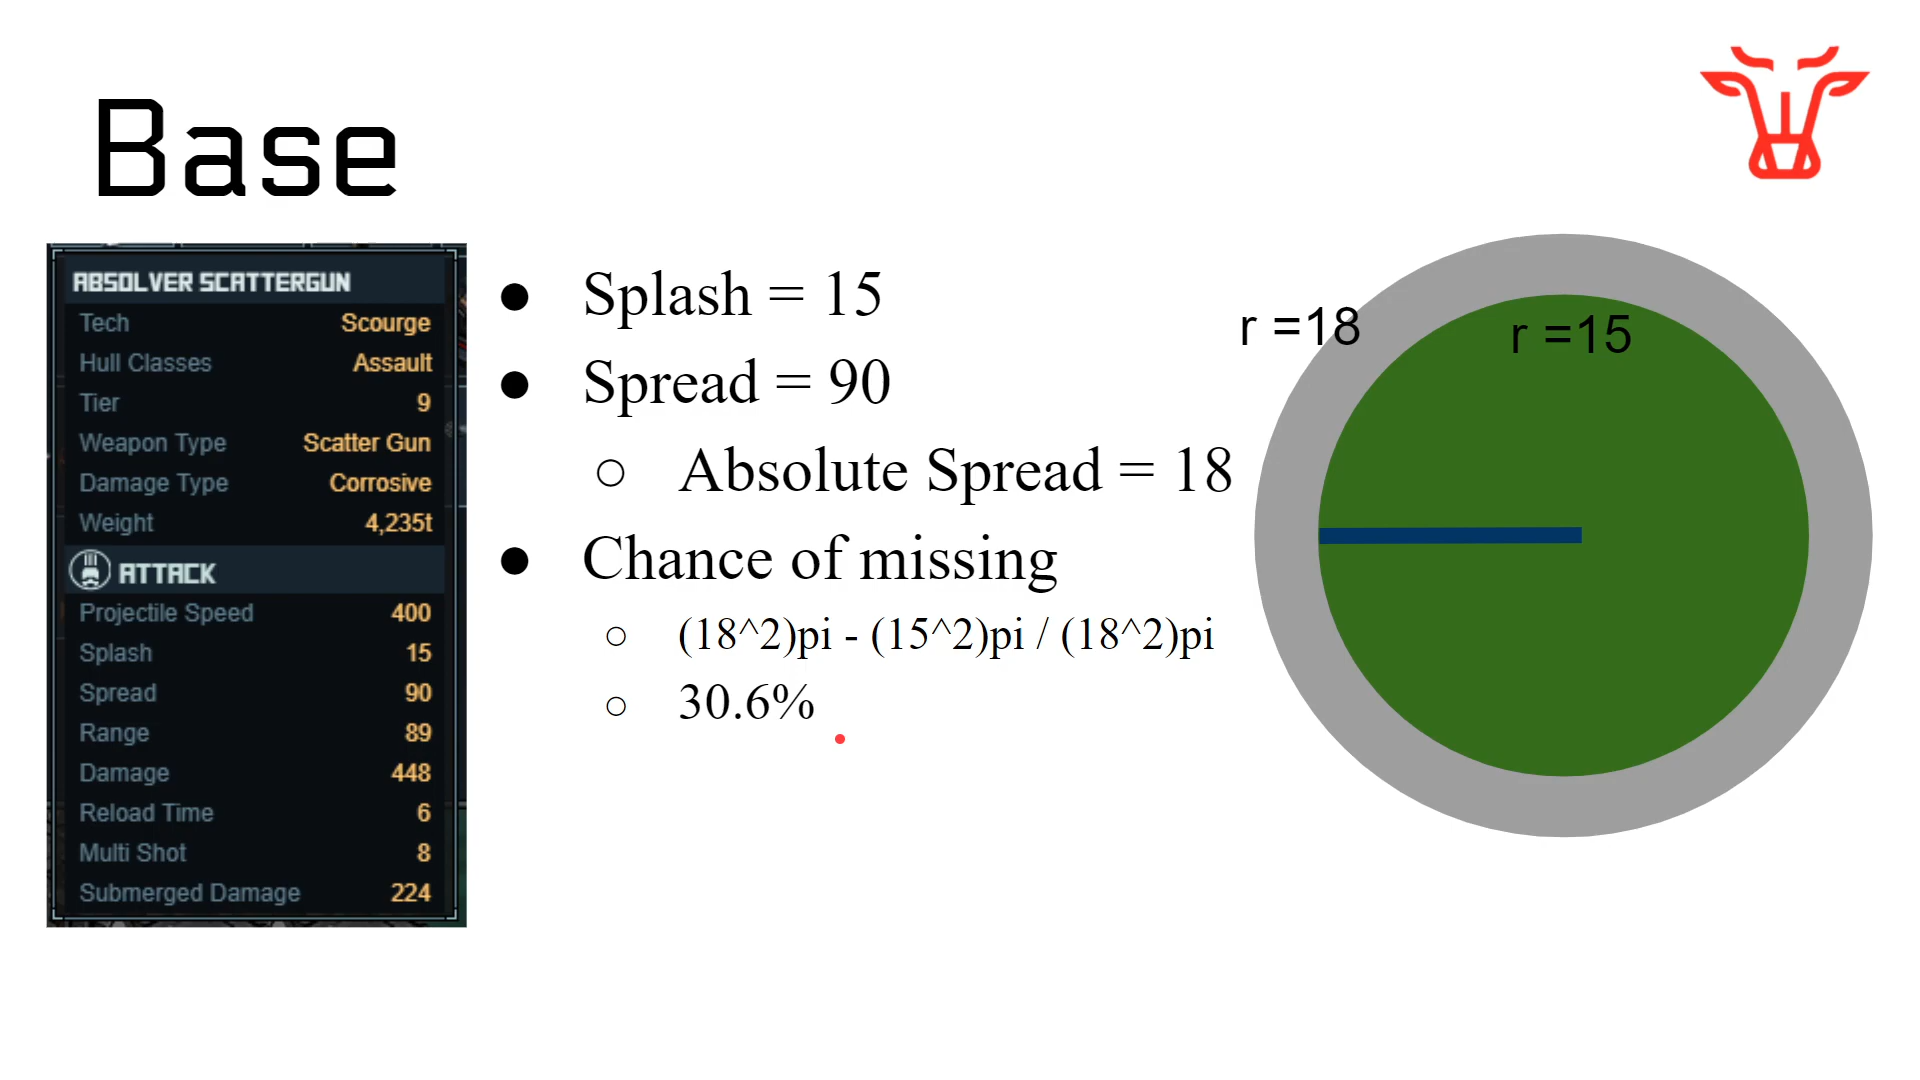 Base
ABSOLVER SCATTERGUN
Tech Scourge
Hull Classes Assault
Tier 9
Weapon Type Scatter Gun
Damage Type Corrosive
Weight 4,235t
ATTACK
Projectile Speed 400
Splash 15
Spread 90
Range 89
Damage 448
Reload Time 6
Multi Shot 8
Submerged Damage 224
● Splash = 15
● Spread = 90
○ Absolute Spread = 18
● Chance of missing
○ (18^2)pi - (15^2)pi / (18^2)pi
○ 30.6%
r =18
r =15